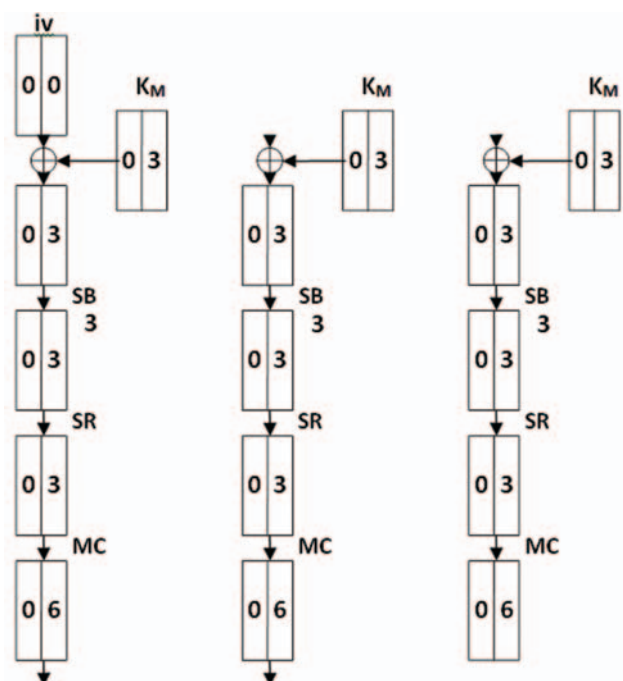 iv
0 0
K_M K_M K_M
0 3 0 3 0 3
0 3 0 3 0 3
SB SB SB
3 3 3
0 3 0 3 0 3
SR SR SR
0 3 0 3 0 3
MC MC MC
0 6 0 6 0 6